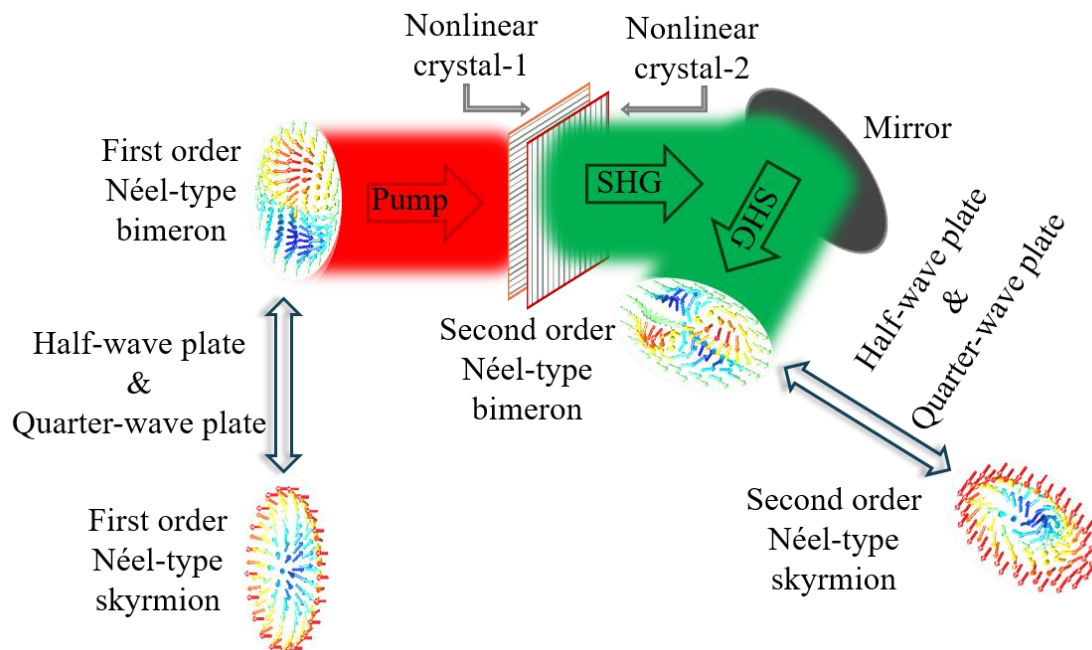 Nonlinear
crystal-1
Nonlinear
crystal-2
Mirror
First order
Néel-type
bimeron
Pump
SHG
SHG
Half-wave plate
&
Quarter-wave plate
Second order
Néel-type
bimeron
Half-wave plate
&
Quarter-wave plate
First order
Néel-type
skyrmion
Second order
Néel-type
skyrmion